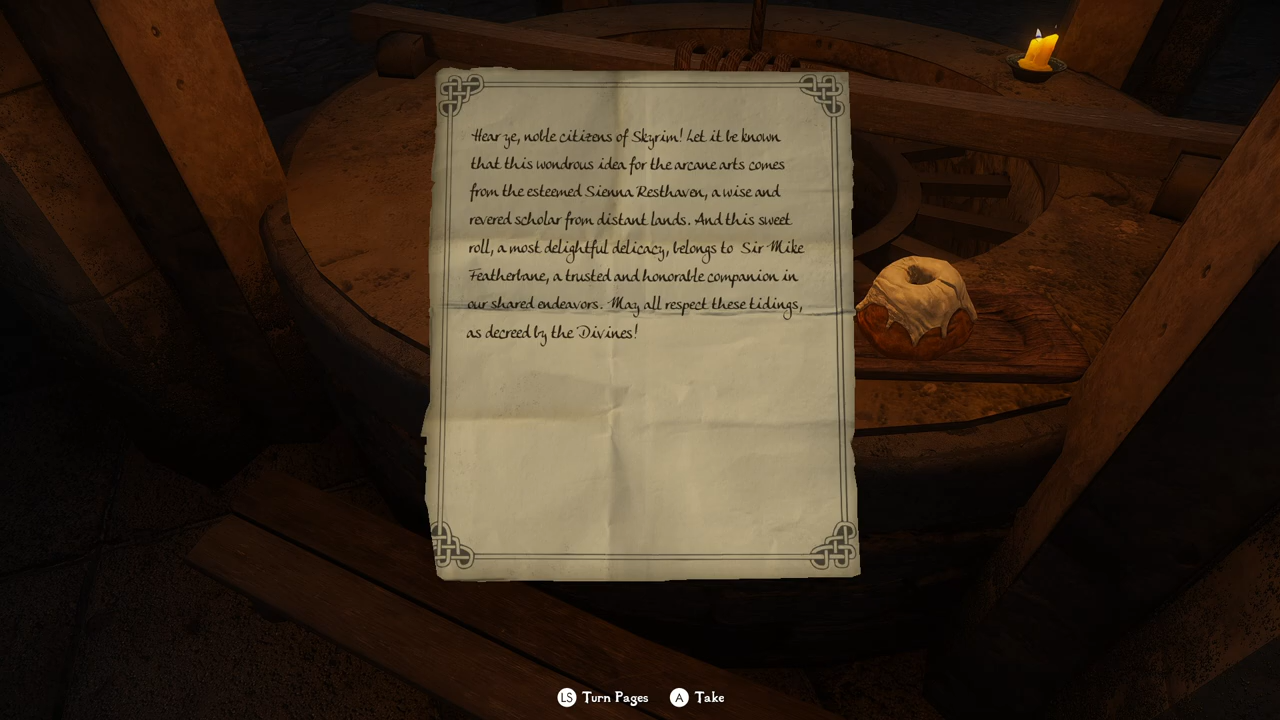 Hear ye, noble citizens of Skyrim! Let it be known
that this wondrous idea for the arcane arts comes
from the esteemed Sienna Resthaven, a wise and
revered scholar from distant lands. And this sweet
roll, a most delightful delicacy, belongs to Sir Mike
Featherlane, a trusted and honorable companion in
our shared endeavors. May all respect these tidings,
as decreed by the Divines!
LS Turn Pages A Take